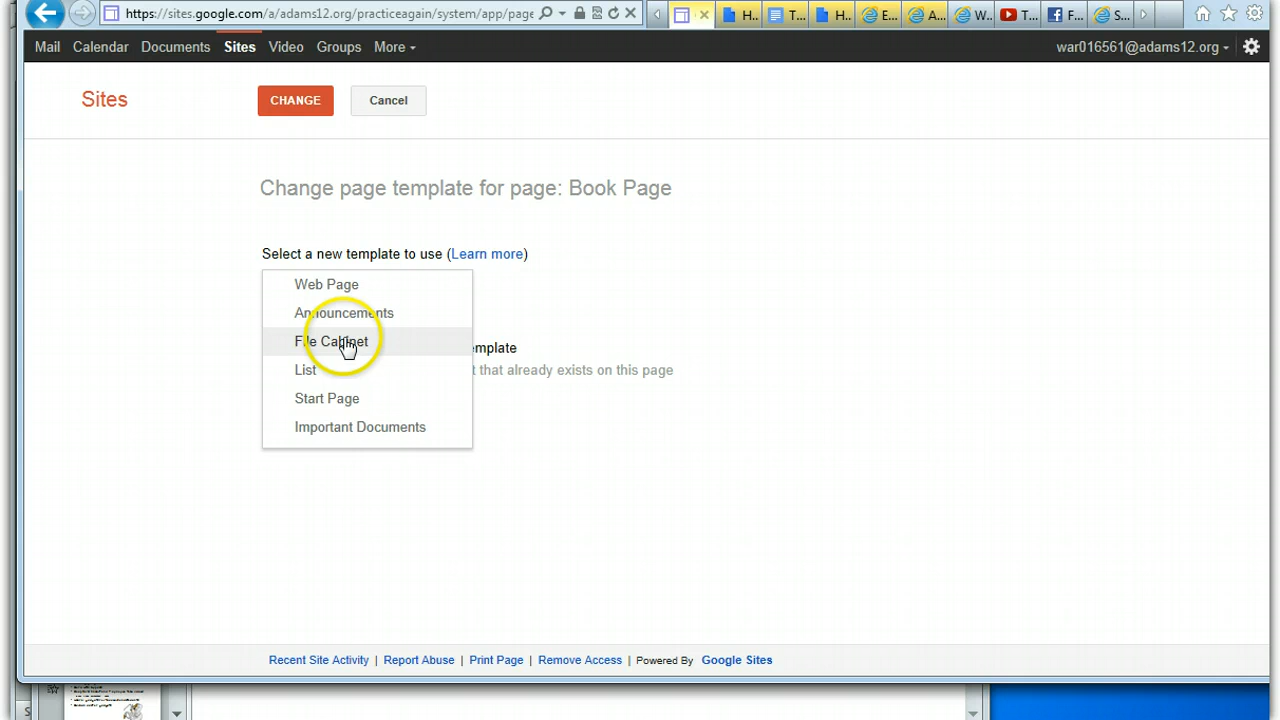 https://sites.google.com/a/adams12.org/practiceagain/system/app/page
H...
T...
H...
E...
A...
W...
T...
F...
S...
Mail Calendar Documents Sites Video Groups More
war016561@adams12.org
Sites
CHANGE
Cancel
Change page template for page: Book Page
Select a new template to use (Learn more)
Web Page
Announcements
File Cabinet
emplate
List
t that already exists on this page
Start Page
Important Documents
Recent Site Activity | Report Abuse | Print Page | Remove Access | Powered By Google Sites